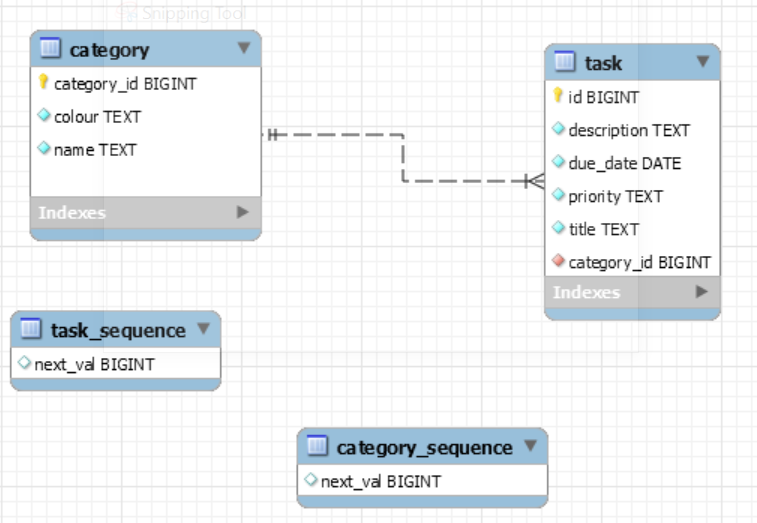 Snipping Tool
category
category_id BIGINT
colour TEXT
name TEXT
Indexes
task
id BIGINT
description TEXT
due_date DATE
priority TEXT
title TEXT
category_id BIGINT
Indexes
task_sequence
next_val BIGINT
category_sequence
next_val BIGINT